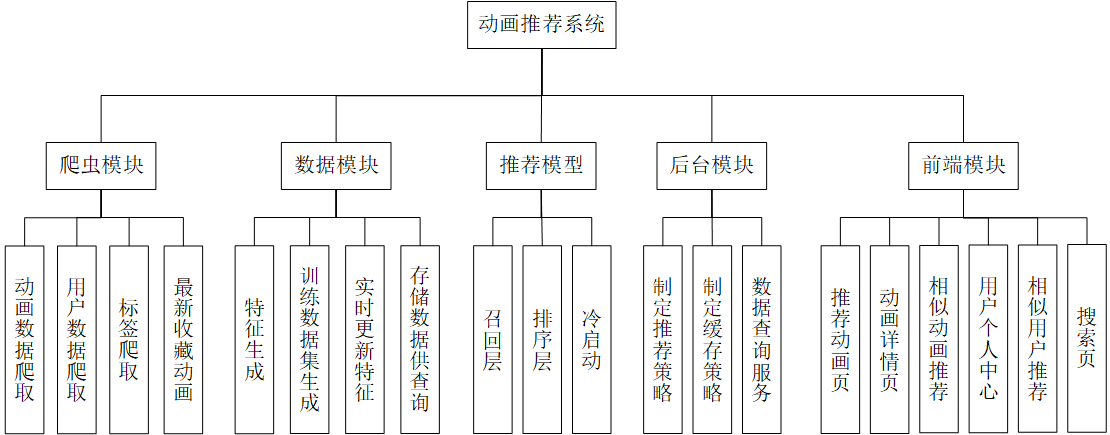 动画推荐系统
爬虫模块
数据模块
推荐模型
后台模块
前端模块
动画数据爬取
用户数据爬取
标签爬取
最新收藏动画
特征生成
训练数据集生成
实时更新特征
存储数据供查询
召回层
排序层
冷启动
制定推荐策略
制定缓存策略
数据查询服务
推荐动画页
动画详情页
相似动画推荐
用户个人中心
相似用户推荐
搜索页